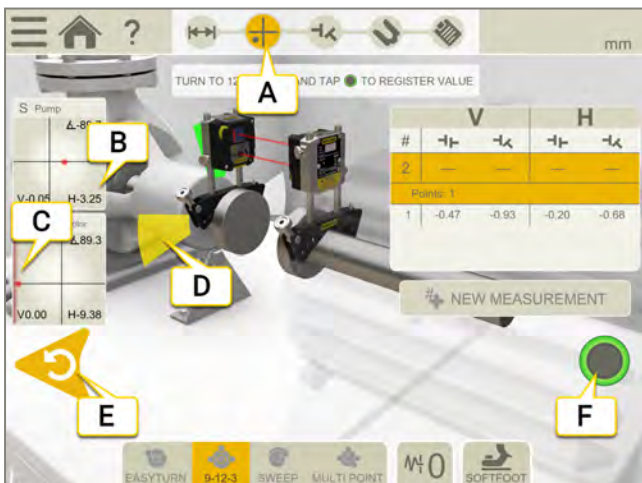 ?
mm
TURN TO 12 AND TAP TO REGISTER VALUE
A
S Pump
B
V-0.05 H-3.25
C
89.3
V0.00 H-9.38
D
V H
#
2 — — — —
Points: 1
1 -0.47 -0.93 -0.20 -0.68
NEW MEASUREMENT
E
F
EASYTURN 9-12-3 SWEEP MULTI POINT
0
SOFTFOOT